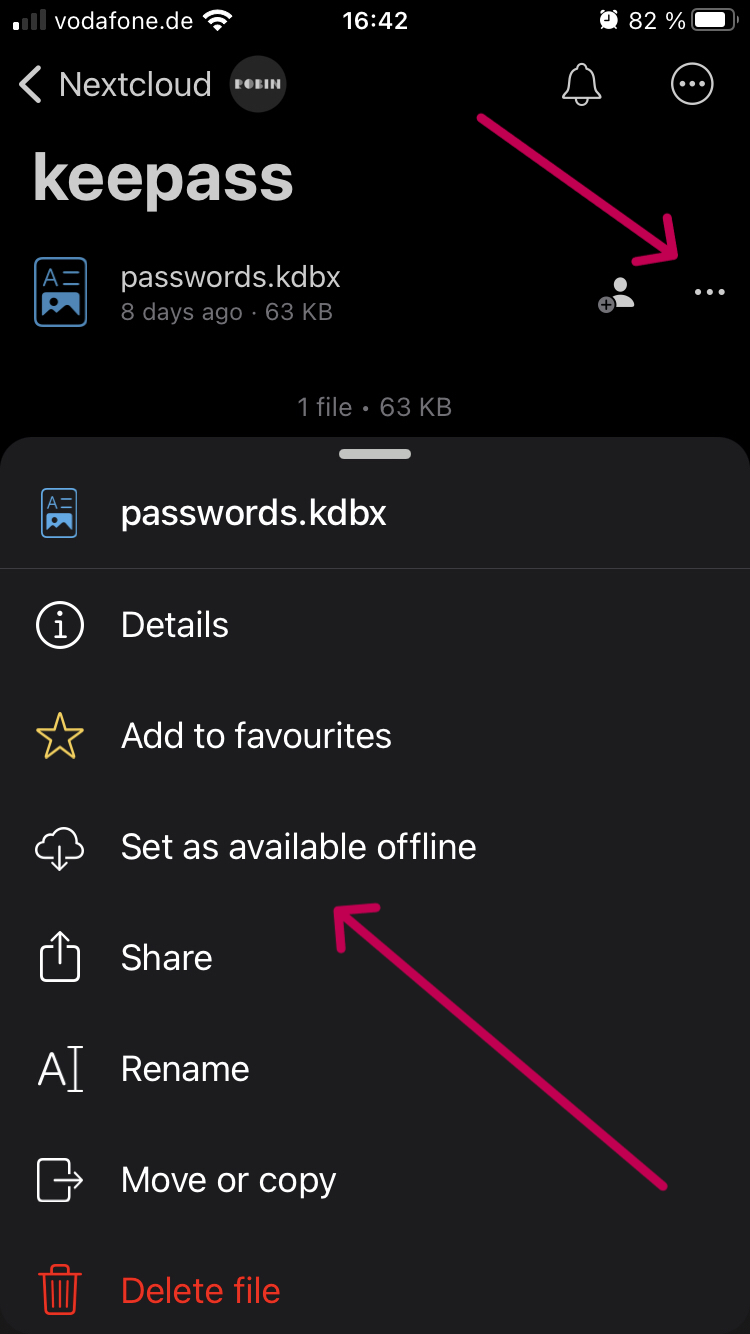 vodafone.de 16:42 82 %
Nextcloud ROBIN
keepass
passwords.kdbx
8 days ago · 63 KB
1 file • 63 KB
passwords.kdbx
Details
Add to favourites
Set as available offline
Share
Rename
Move or copy
Delete file